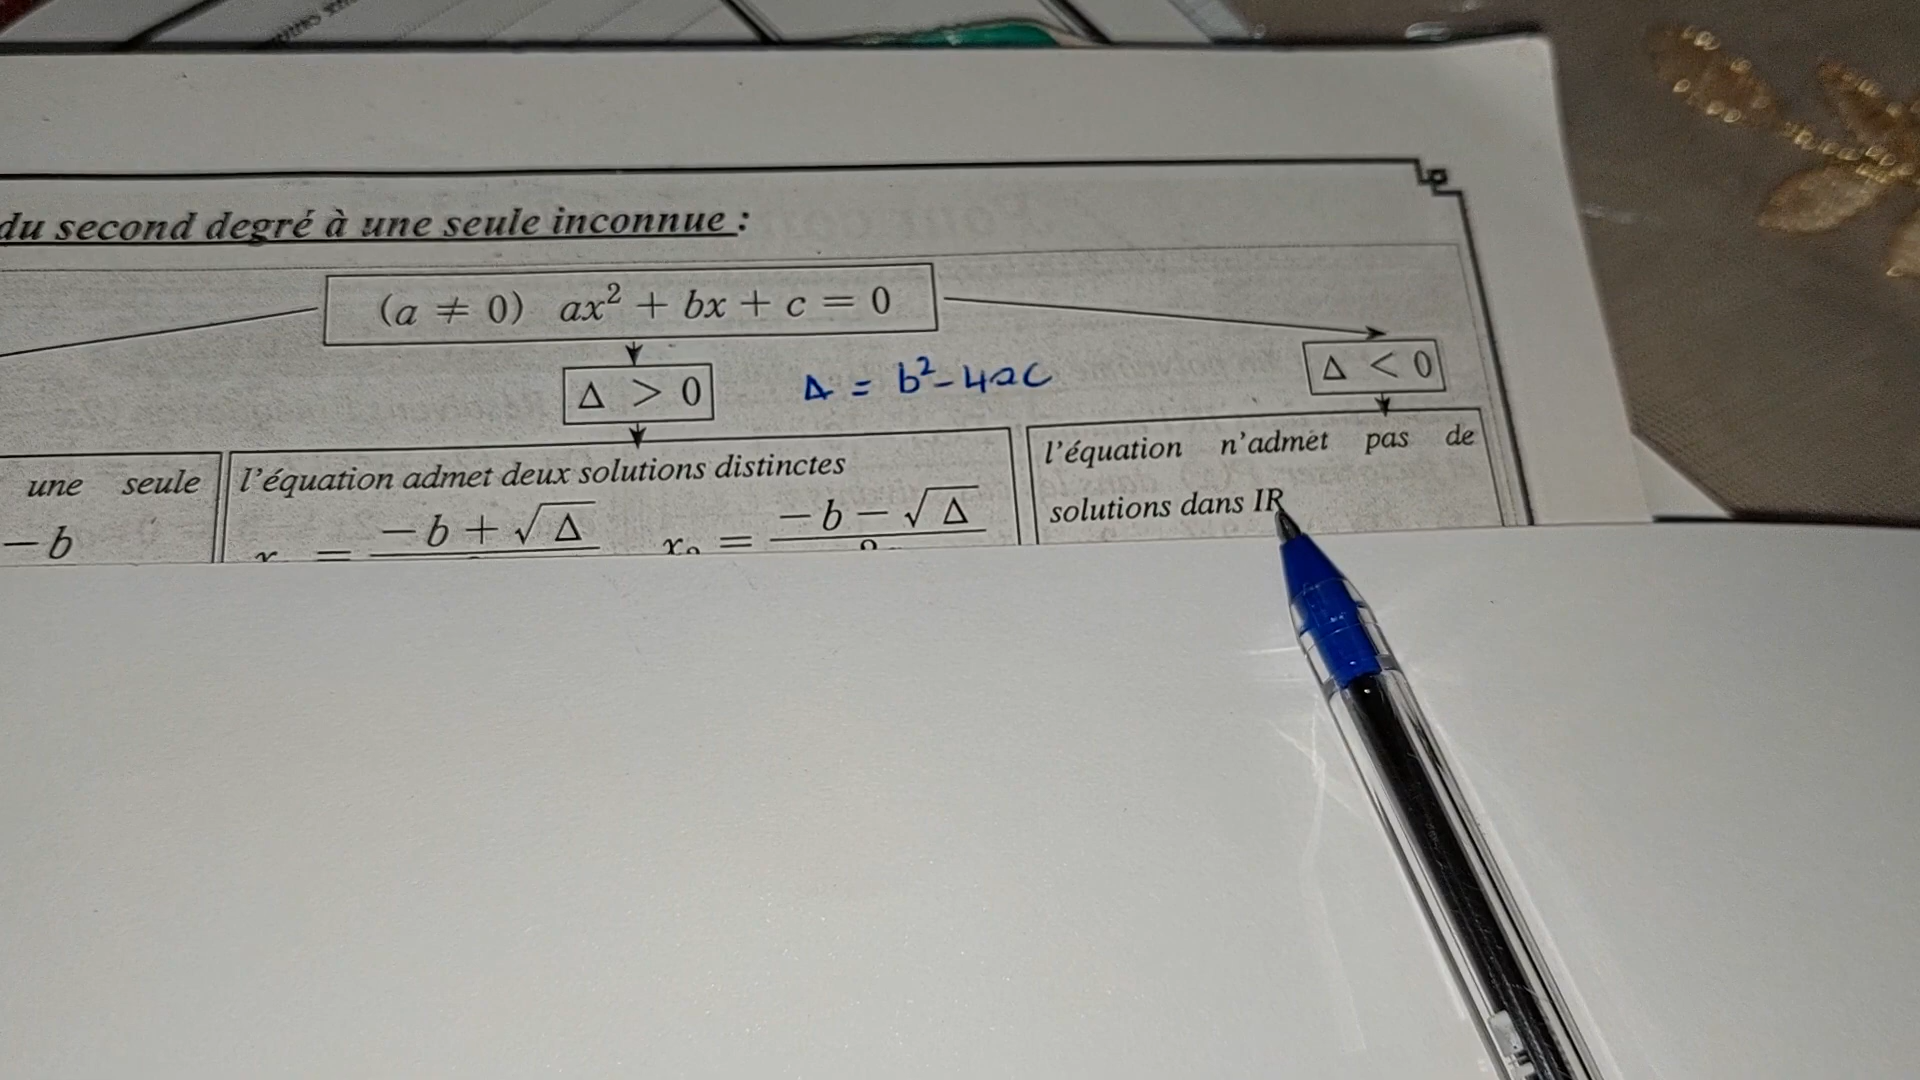 du second degré à une seule inconnue :
(a ≠ 0) ax² + bx + c = 0
Δ > 0
Δ = b² - 4ac
Δ < 0
une seule
-b
l'équation admet deux solutions distinctes
= -b + √Δ
x₂ = -b - √Δ
l'équation n'admet pas de
solutions dans IR